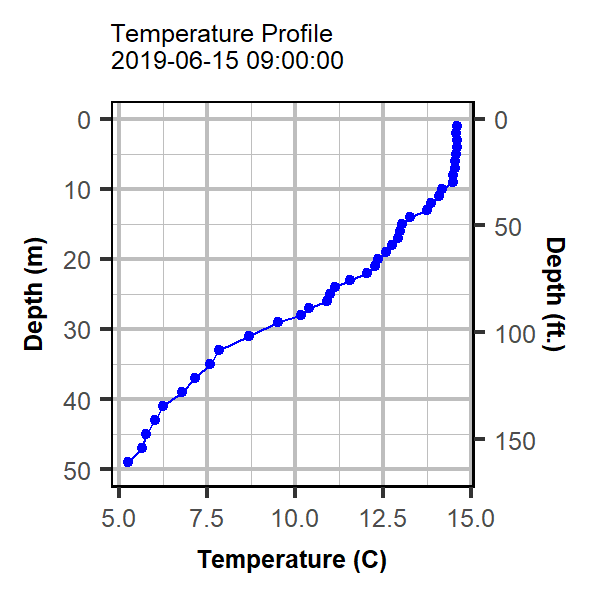 Temperature Profile
2019-06-15 09:00:00
0
10
20
30
40
50
Depth (m)
0
50
100
150
Depth (ft.)
5.0 7.5 10.0 12.5 15.0
Temperature (C)